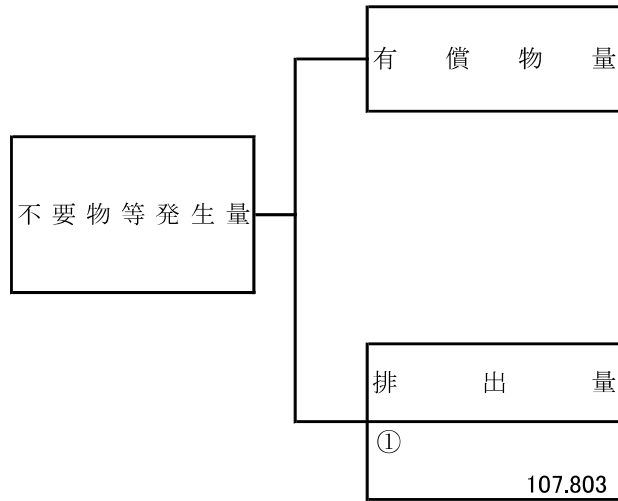 有償物量
不要物等発生量
排出量
①
107.803